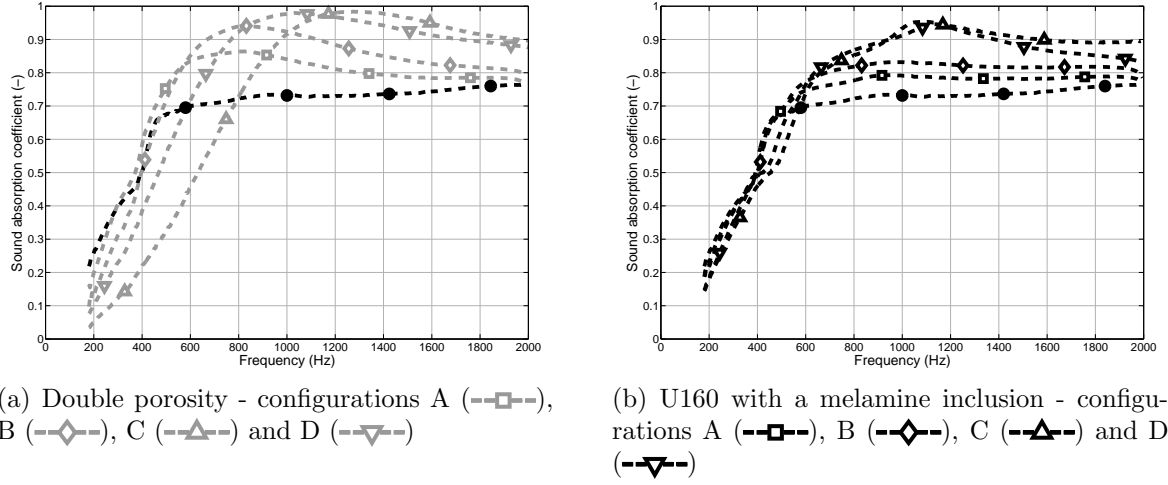 1
0.9
0.8
0.7
0.6
0.5
0.4
0.3
0.2
0.1
0
Sound absorption coefficient (–)
0 200 400 600 800 1000 1200 1400 1600 1800 2000
Frequency (Hz)
1
0.9
0.8
0.7
0.6
0.5
0.4
0.3
0.2
0.1
0
Sound absorption coefficient (–)
0 200 400 600 800 1000 1200 1400 1600 1800 2000
Frequency (Hz)
a) Double porosity - configurations A ( ),
B ( ), C ( ) and D ( )
(b) U160 with a melamine inclusion - configu-
rations A ( ), B ( ), C ( ) and D
( )